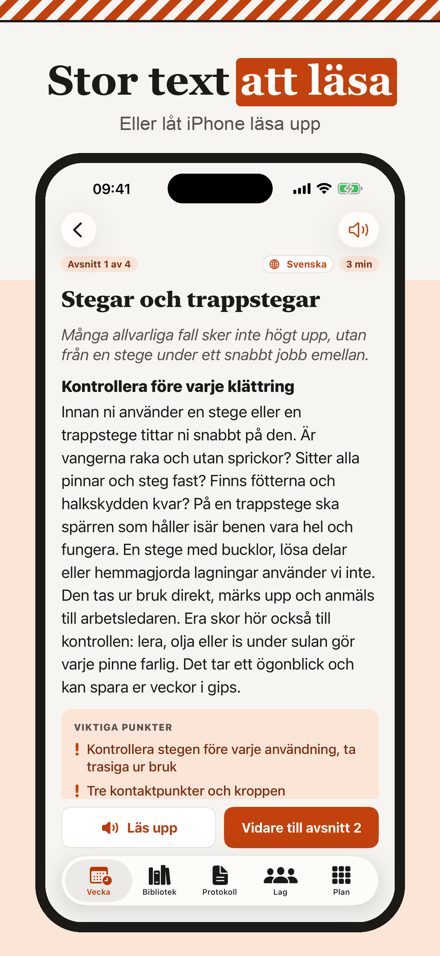 Stor text att läsa
Eller låt iPhone läsa upp
09:41
Avsnitt 1 av 4
Svenska
3 min
Stegar och trappstegar
Många allvarliga fall sker inte högt upp, utan
från en stege under ett snabbt jobb emellan.
Kontrollera före varje klättring
Innan ni använder en stege eller en
trappstege tittar ni snabbt på den. Är
vangerna raka och utan sprickor? Sitter alla
pinnar och steg fast? Finns fötterna och
halkskydden kvar? På en trappstege ska
spärren som håller isär benen vara hel och
fungera. En stege med bucklor, lösa delar
eller hemmagjorda lagningar använder vi inte.
Den tas ur bruk direkt, märks upp och anmäls
till arbetsledaren. Era skor hör också till
kontrollen: lera, olja eller is under sulan gör
varje pinne farlig. Det tar ett ögonblick och
kan spara er veckor i gips.
VIKTIGA PUNKTER
! Kontrollera stegen före varje användning, ta
trasiga ur bruk
! Tre kontaktpunkter och kroppen
Läs upp
Vidare till avsnitt 2
Vecka
Bibliotek
Protokoll
Lag
Plan